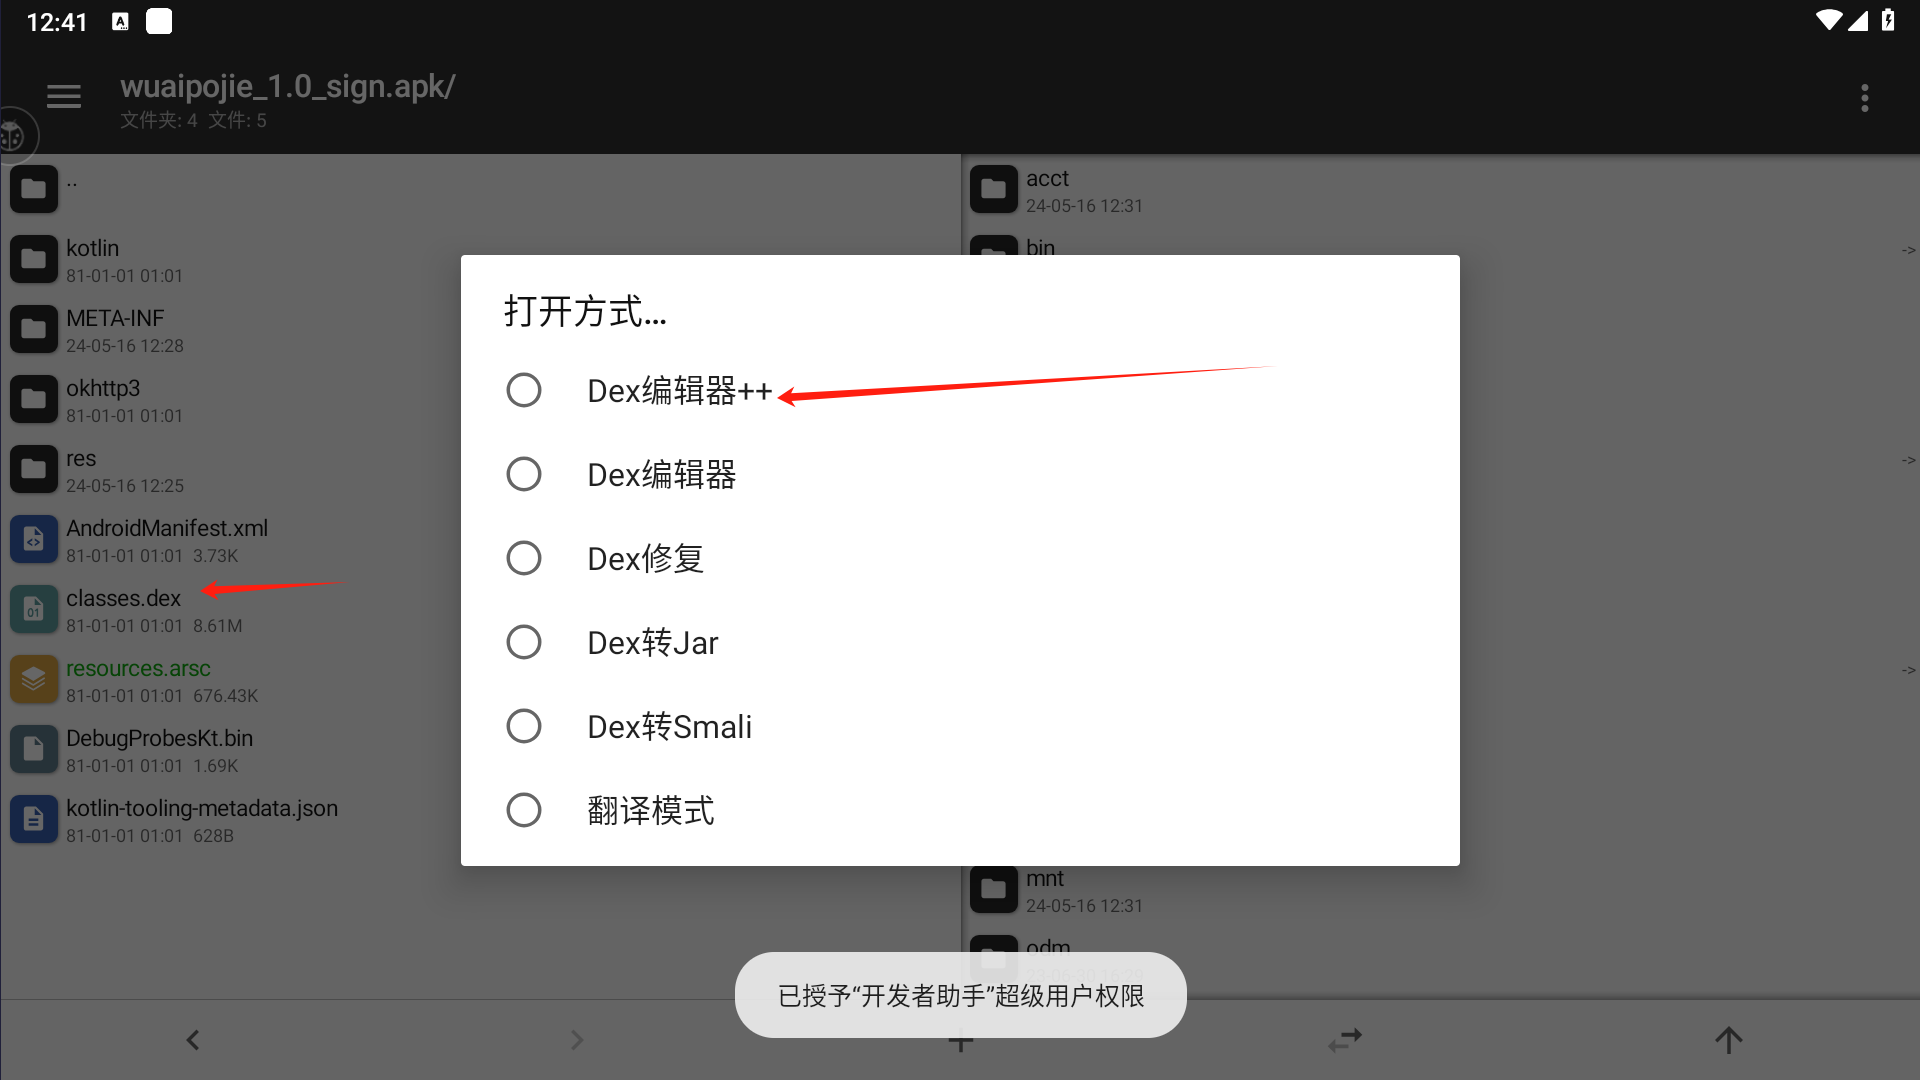 12:41
wuaipojie_1.0_sign.apk/
文件夹: 4 文件: 5
..
kotlin
81-01-01 01:01
META-INF
24-05-16 12:28
okhttp3
81-01-01 01:01
res
24-05-16 12:25
AndroidManifest.xml
81-01-01 01:01 3.73K
classes.dex
81-01-01 01:01 8.61M
resources.arsc
81-01-01 01:01 676.43K
DebugProbesKt.bin
81-01-01 01:01 1.69K
kotlin-tooling-metadata.json
81-01-01 01:01 628B
acct
24-05-16 12:31
bin
->
->
->
打开方式...
Dex编辑器++
Dex编辑器
Dex修复
Dex转Jar
Dex转Smali
翻译模式
mnt
24-05-16 12:31
odm
23-06-30 16:29
已授予“开发者助手”超级用户权限